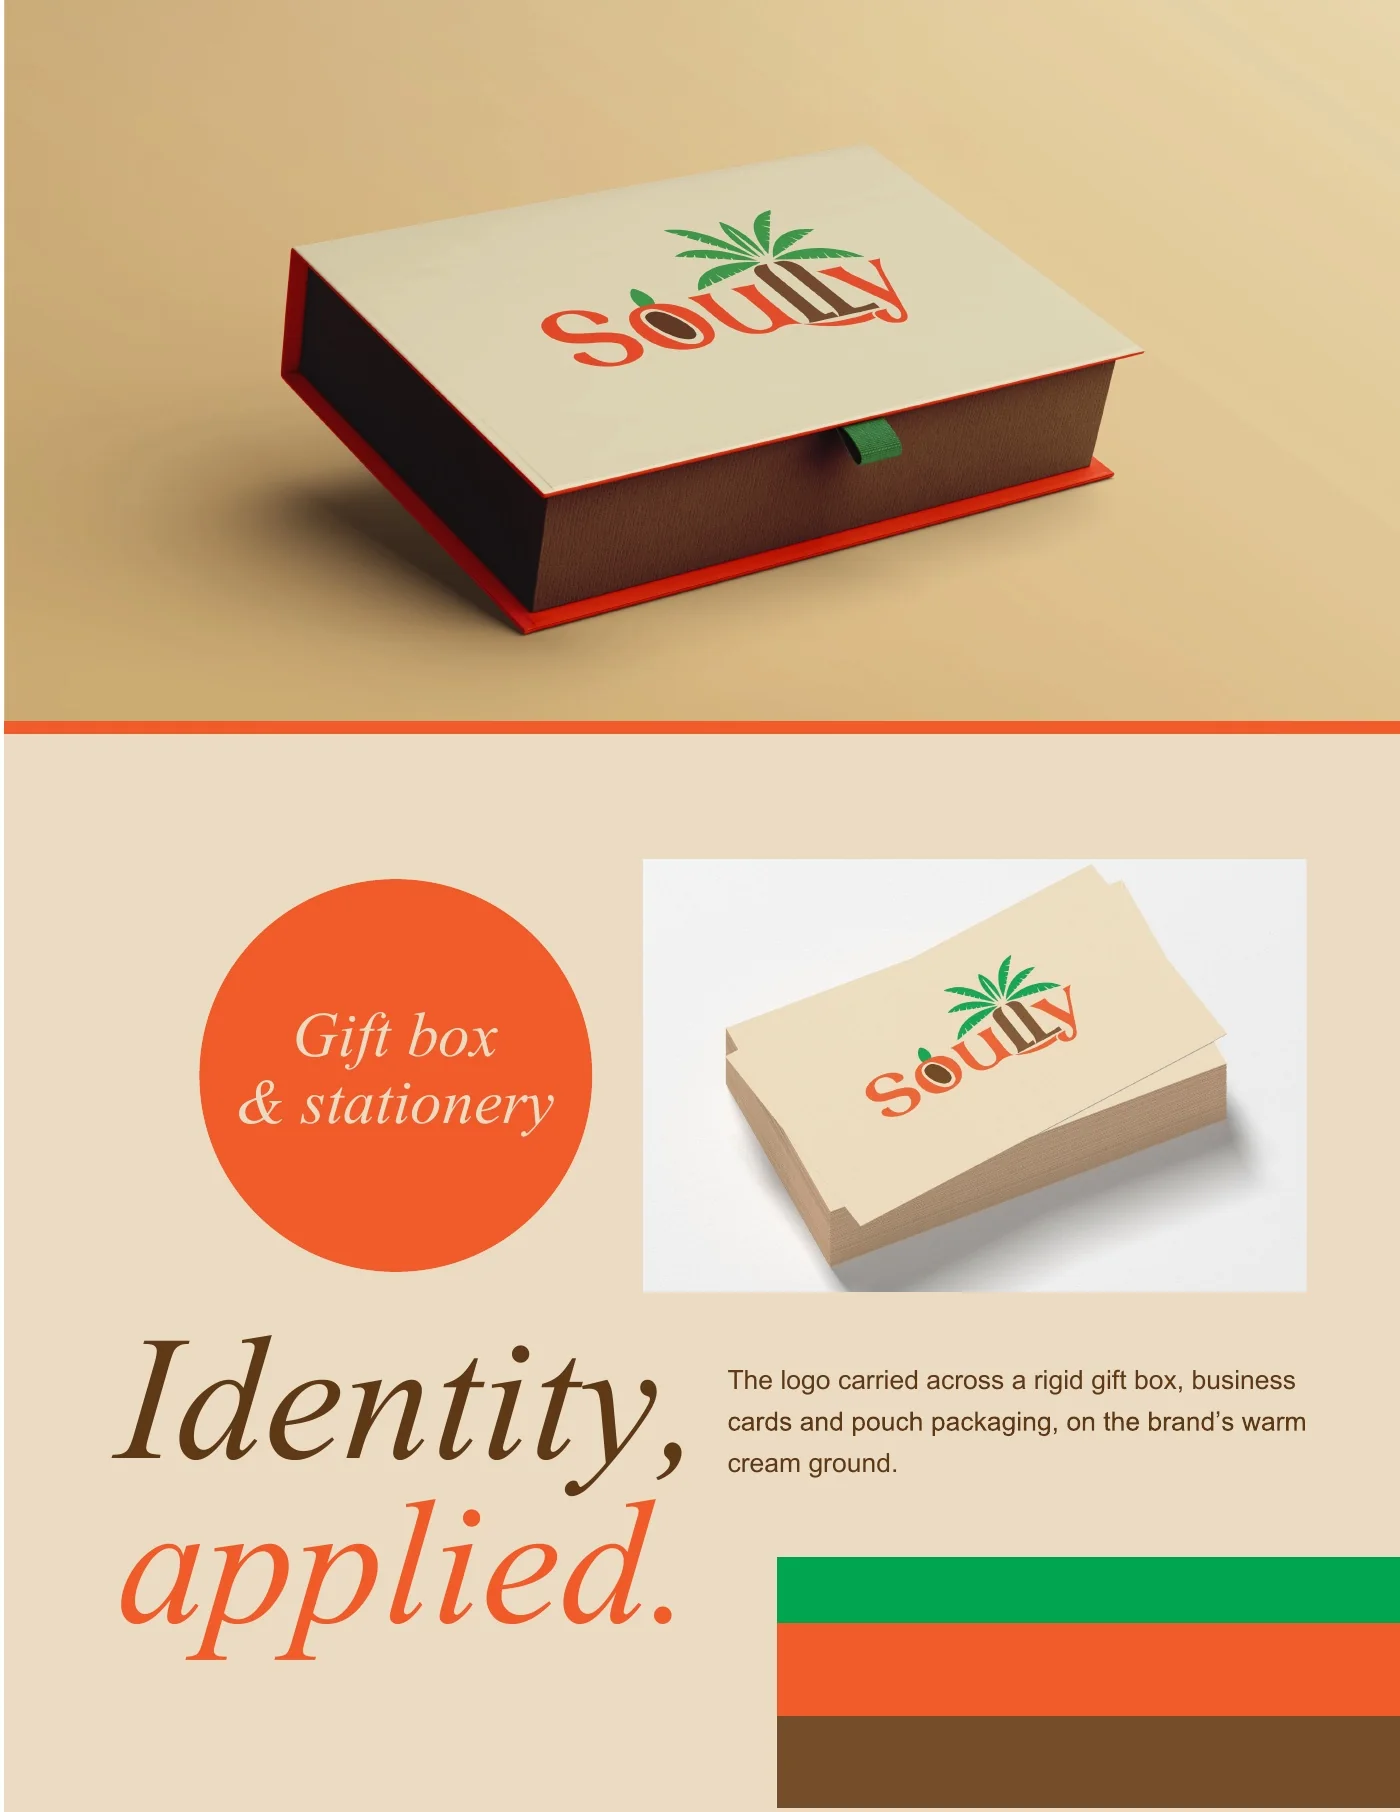 Soully
Gift box
& stationery
Soully
Identity,
applied.
The logo carried across a rigid gift box, business
cards and pouch packaging, on the brand’s warm
cream ground.